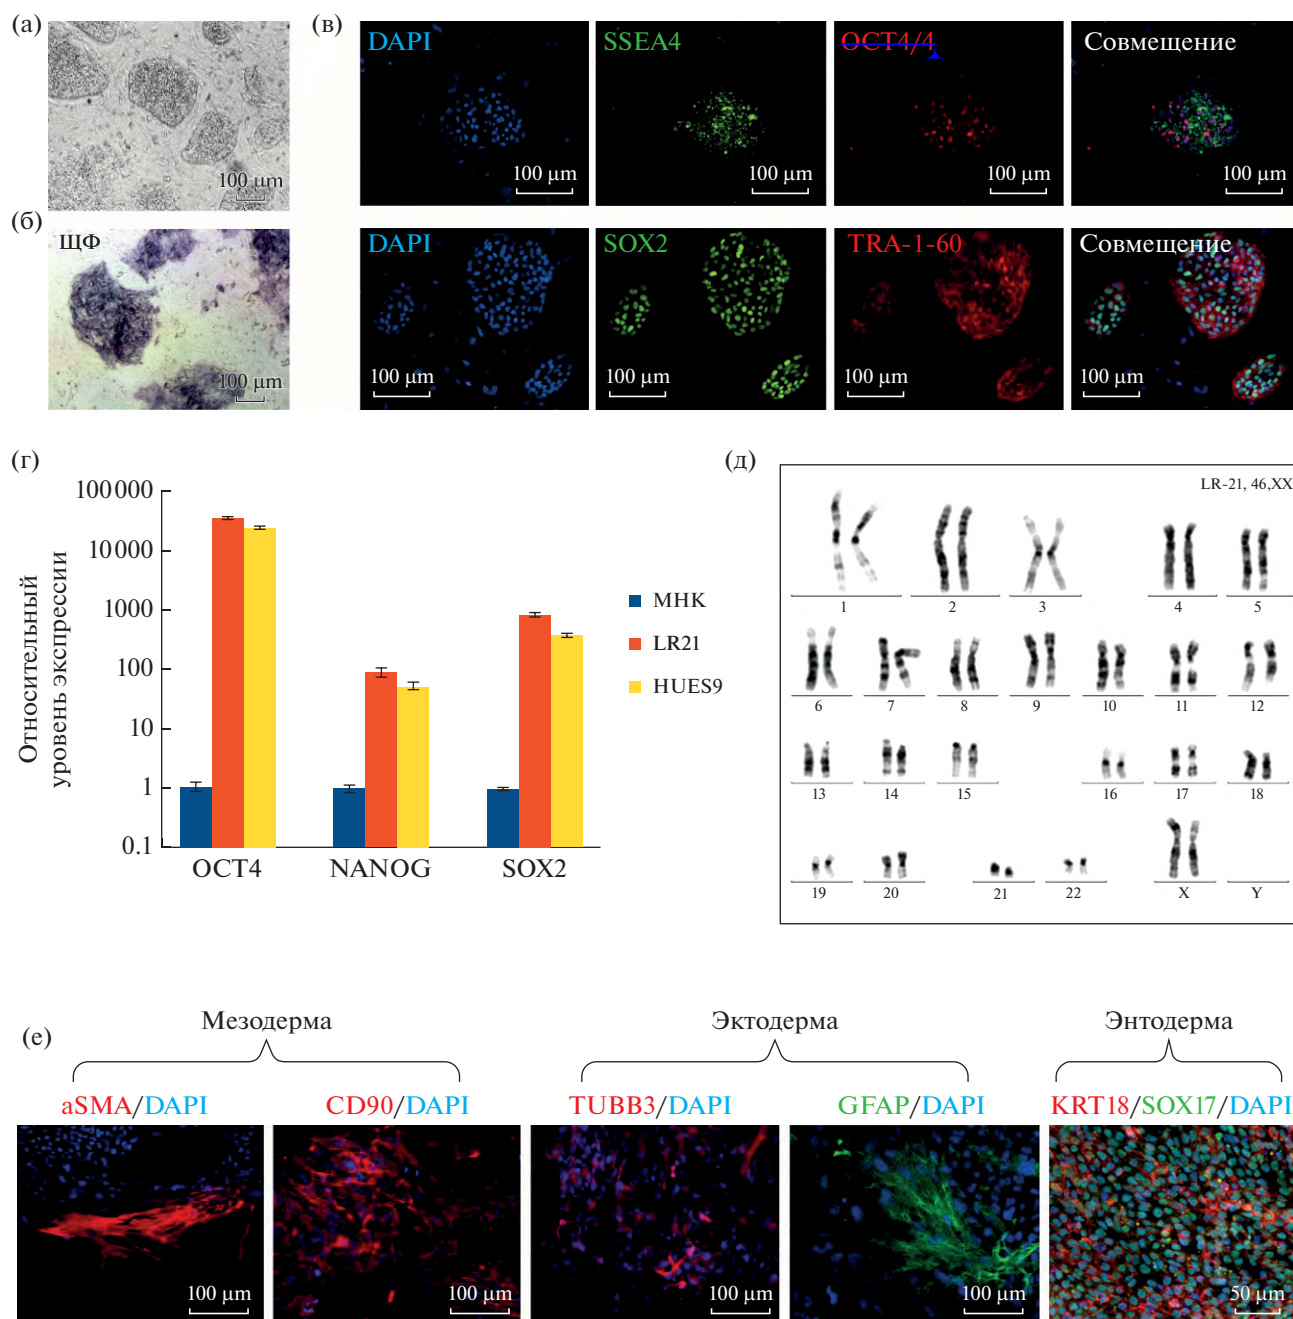 (а)
100 µm
(б)
ЩФ
100 µm
(в)
DAPI
SSEA4
OCT4/4
Совмещение
100 µm
100 µm
100 µm
100 µm
DAPI
SOX2
TRA-1-60
Совмещение
100 µm
100 µm
100 µm
100 µm
(г)
Относительный
уровень экспрессии
100000
10000
1000
100
10
1
0.1
OCT4
NANOG
SOX2
МНК
LR21
HUES9
(д)
LR-21, 46,XX
1
2
3
4
5
6
7
8
9
10
11
12
13
14
15
16
17
18
19
20
21
22
X
Y
(е)
Мезодерма
Эктодерма
Энтодерма
aSMA/DAPI
CD90/DAPI
TUBB3/DAPI
GFAP/DAPI
KRT18/SOX17/DAPI
100 µm
100 µm
100 µm
100 µm
50 µm